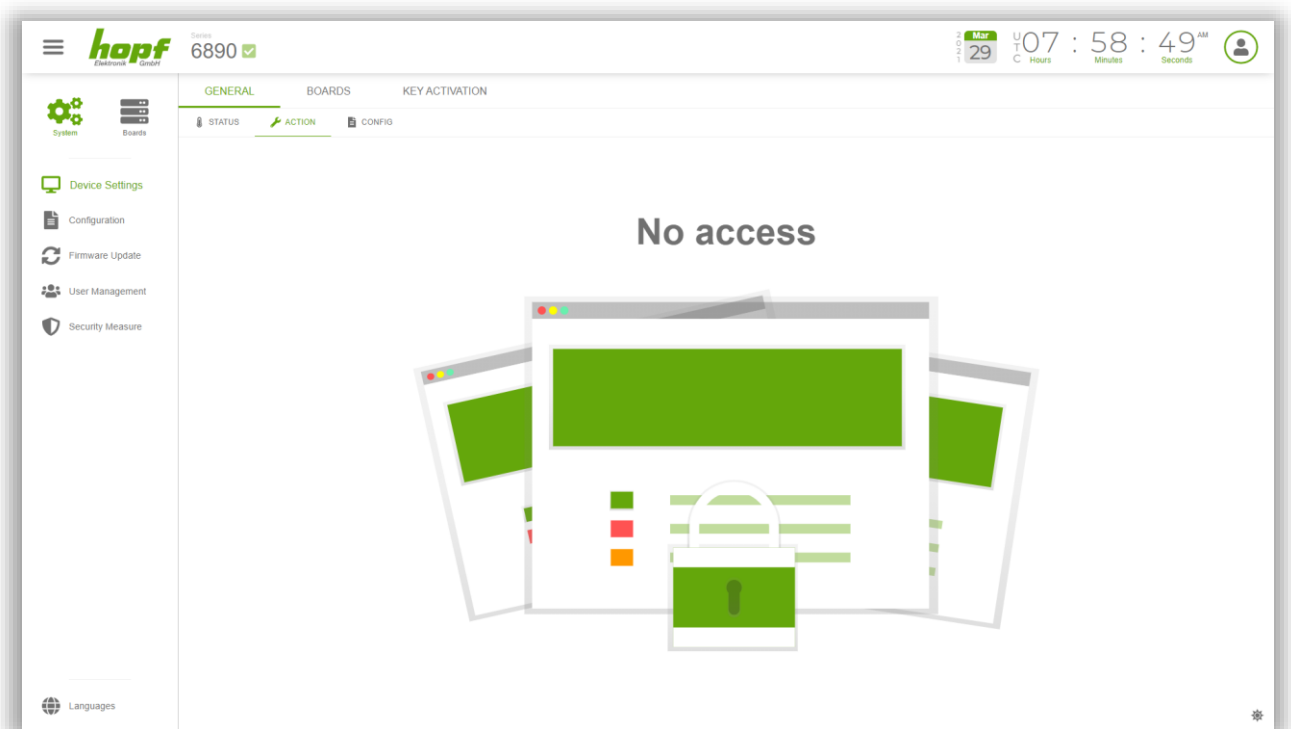 hopf
Elektronik GmbH
Series
6890
2021
Mar
29
UTC
07 : 58 : 49 AM
Hours Minutes Seconds
System Boards
GENERAL BOARDS KEY ACTIVATION
STATUS ACTION CONFIG
Device Settings
Configuration
Firmware Update
User Management
Security Measure
No access
Languages